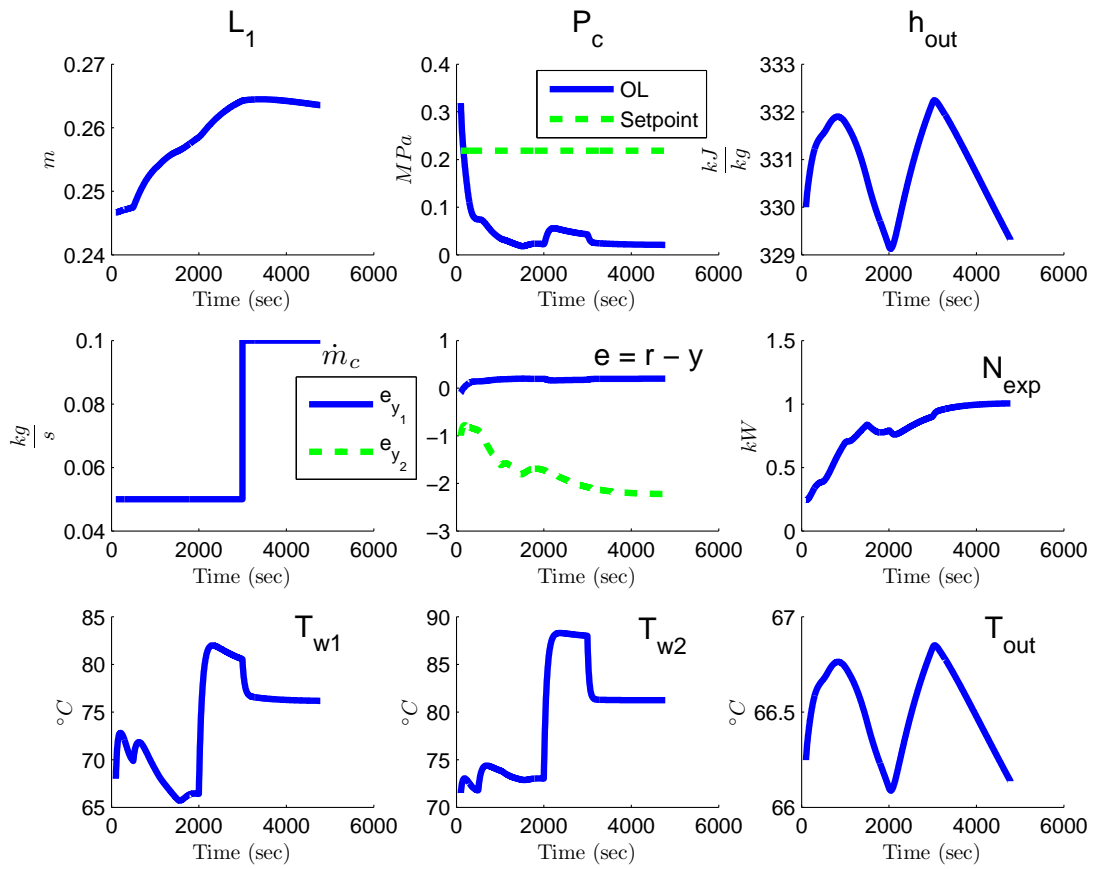 L1
0.27
0.26
0.25
0.24
m
0 2000 4000 6000
Time (sec)
Pc
0.4
0.3
0.2
0.1
0
MPa
OL
Setpoint
0 2000 4000 6000
Time (sec)
hout
333
332
331
330
329
kJ
kg
0 2000 4000 6000
Time (sec)
ṁc
0.1
0.08
0.06
0.04
kg
s
ey1
ey2
0 2000 4000 6000
Time (sec)
e = r − y
1
0
−1
−2
−3
0 2000 4000 6000
Time (sec)
Nexp
1.5
1
0.5
0
kW
0 2000 4000 6000
Time (sec)
Tw1
85
80
75
70
65
°C
0 2000 4000 6000
Time (sec)
Tw2
90
85
80
75
70
°C
0 2000 4000 6000
Time (sec)
Tout
67
66.5
66
°C
0 2000 4000 6000
Time (sec)